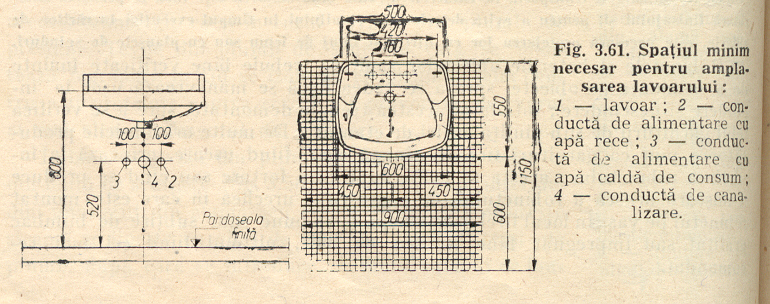 500
420
160
100 100
3 4 2
800
520
Pardoseala
finită
600
450 450
900
550
600
1150
Fig. 3.61. Spațiul minim
necesar pentru ampla-
sarea lavoarului :
1 — lavoar ; 2 — con-
ductă de alimentare cu
apă rece ; 3 — conduc-
tă de alimentare cu
apă caldă de consum ;
4 — conductă de cana-
lizare.